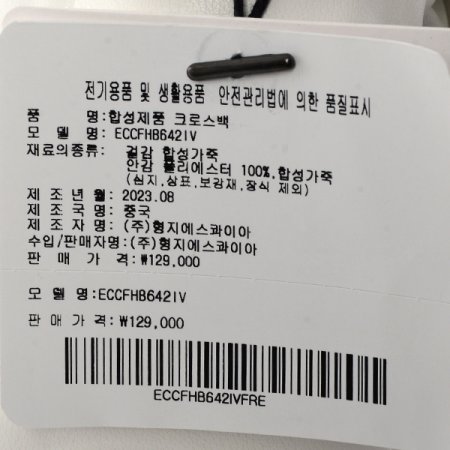 전기용품 및 생활용품 안전관리법에 의한 품질표시
품 명:합성제품 크로스백
모 델 명:ECCFHB642IV
재료의종류: 겉감 합성가죽
안감 폴리에스터 100%,합성가죽
(심지,상표,보강재,장식 제외)
제 조 년 월:2023.08
제 조 국 명:중국
제 조 자 명:(주)형지에스콰이아
수입/판매자명:(주)형지에스콰이아
판 매 가 격:₩129,000
모 델 명:ECCFHB642IV
판 매 가 격:₩129,000
ECCFHB642IVFRE